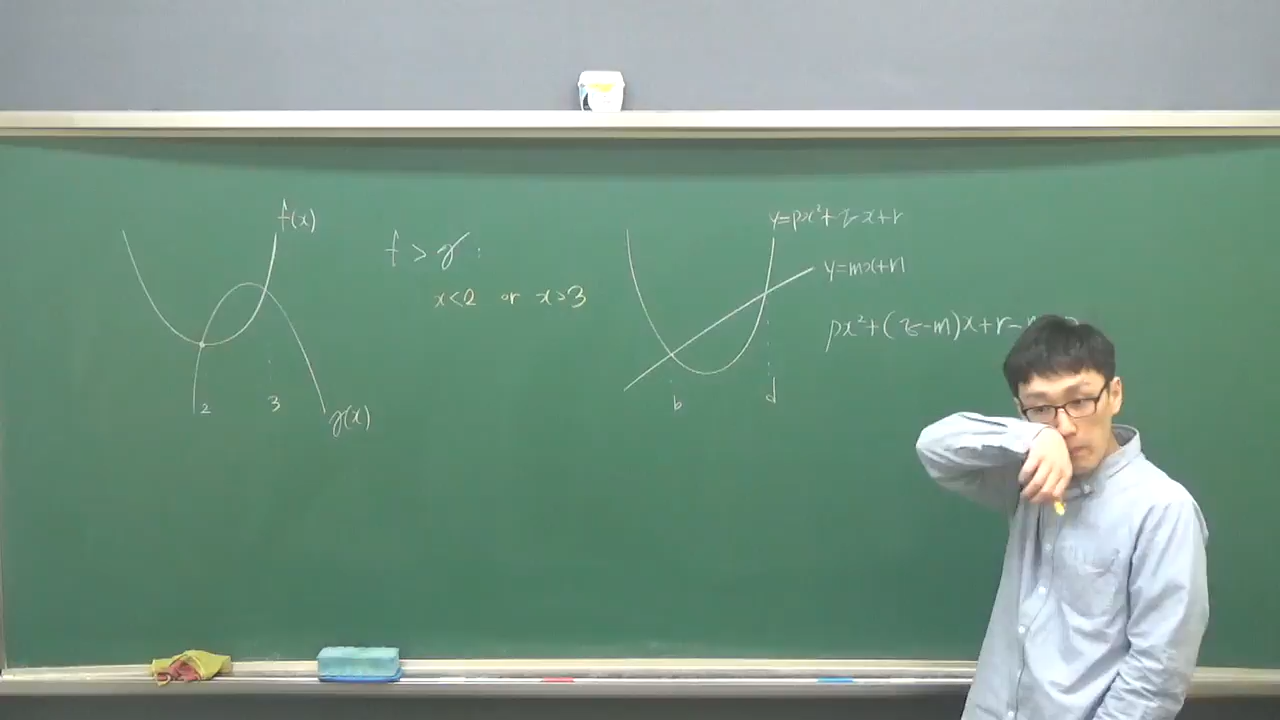 f(x)
f > g :
x<2 or x>3
2
3
g(x)
y=px²+qx+r
y=mx+n
px²+(q-m)x+r-
b
d